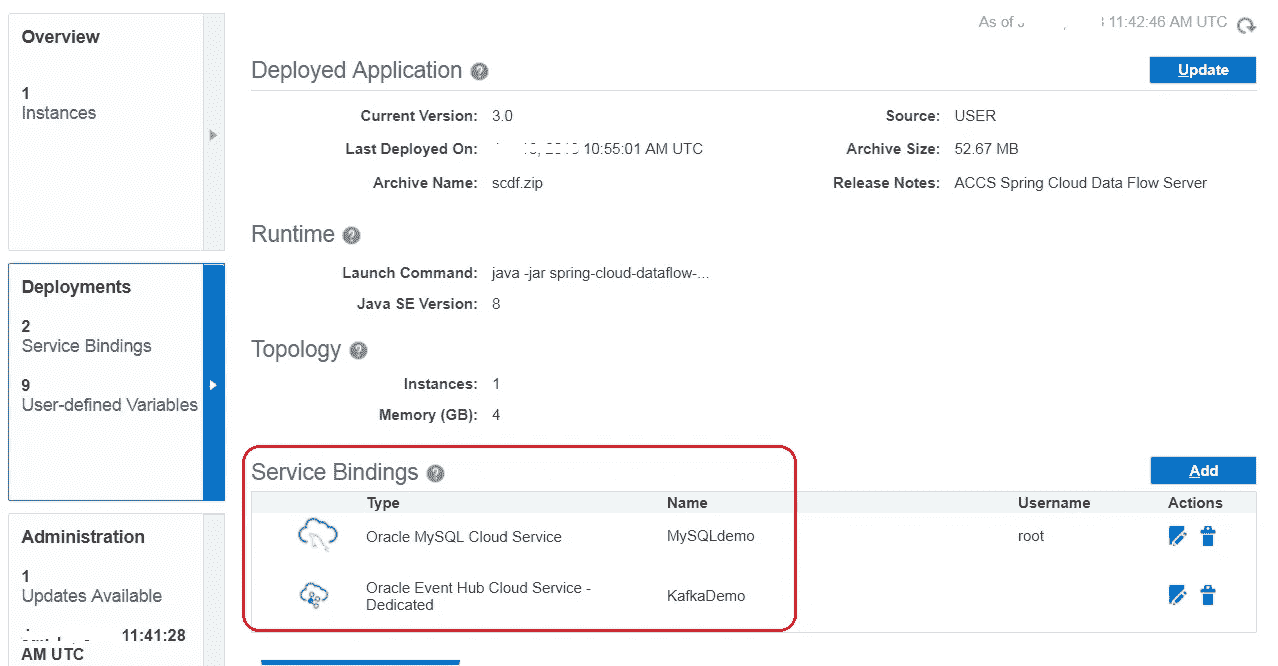 Overview
1
Instances
Deployments
2
Service Bindings
9
User-defined Variables
Administration
1
Updates Available
11:41:28
AM UTC
As of 11:42:46 AM UTC
Deployed Application
Update
Current Version: 3.0
Source: USER
Last Deployed On: 10:55:01 AM UTC
Archive Size: 52.67 MB
Archive Name: scdf.zip
Release Notes: ACCS Spring Cloud Data Flow Server
Runtime
Launch Command: java -jar spring-cloud-dataflow-...
Java SE Version: 8
Topology
Instances: 1
Memory (GB): 4
Service Bindings
Add
Type Name Username Actions
Oracle MySQL Cloud Service MySQLdemo root
Oracle Event Hub Cloud Service -
Dedicated
KafkaDemo